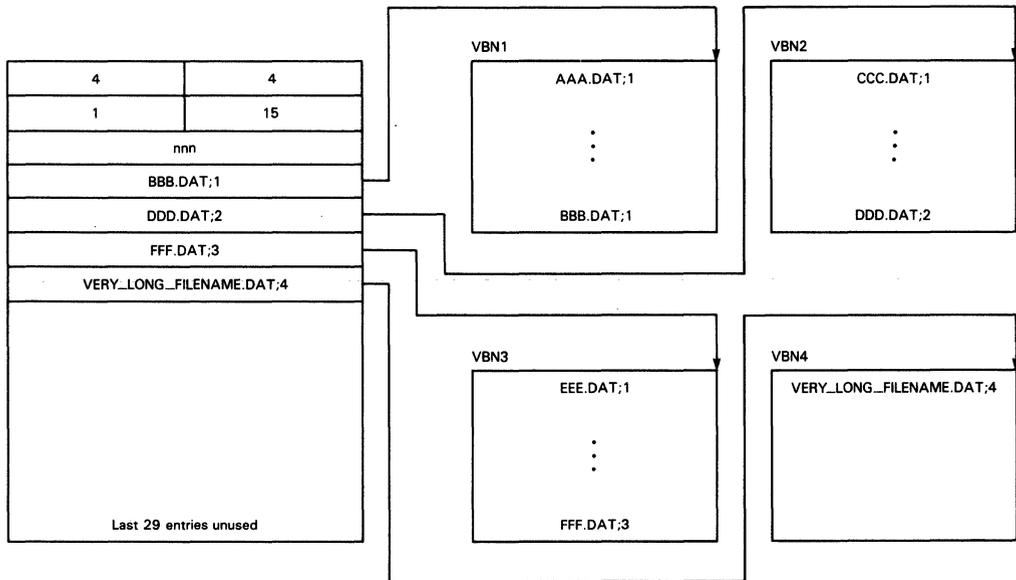 4 4
1 15
nnn
BBB.DAT;1
DDD.DAT;2
FFF.DAT;3
VERY_LONG_FILENAME.DAT;4
Last 29 entries unused
VBN1
AAA.DAT;1
BBB.DAT;1
VBN2
CCC.DAT;1
DDD.DAT;2
VBN3
EEE.DAT;1
FFF.DAT;3
VBN4
VERY_LONG_FILENAME.DAT;4